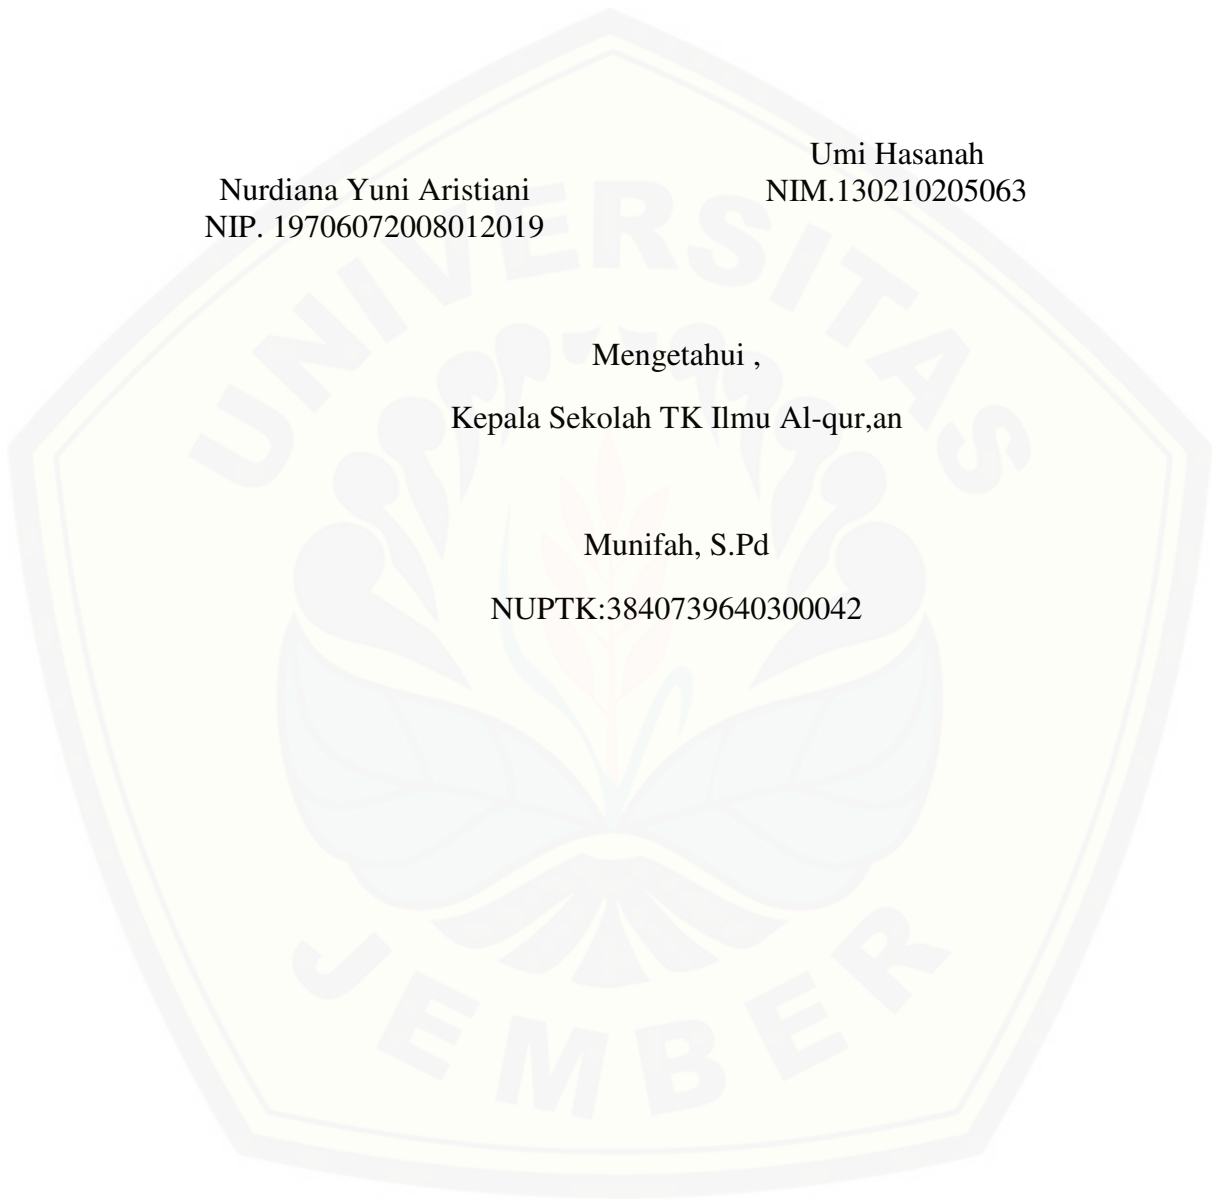 Umi Hasanah
NIM.130210205063
Nurdiana Yuni Aristiani
NIP. 19706072008012019
Mengetahui ,
Kepala Sekolah TK Ilmu Al-qur,an
Munifah, S.Pd
NUPTK:3840739640300042
UNIVERSITAS
JEMBER